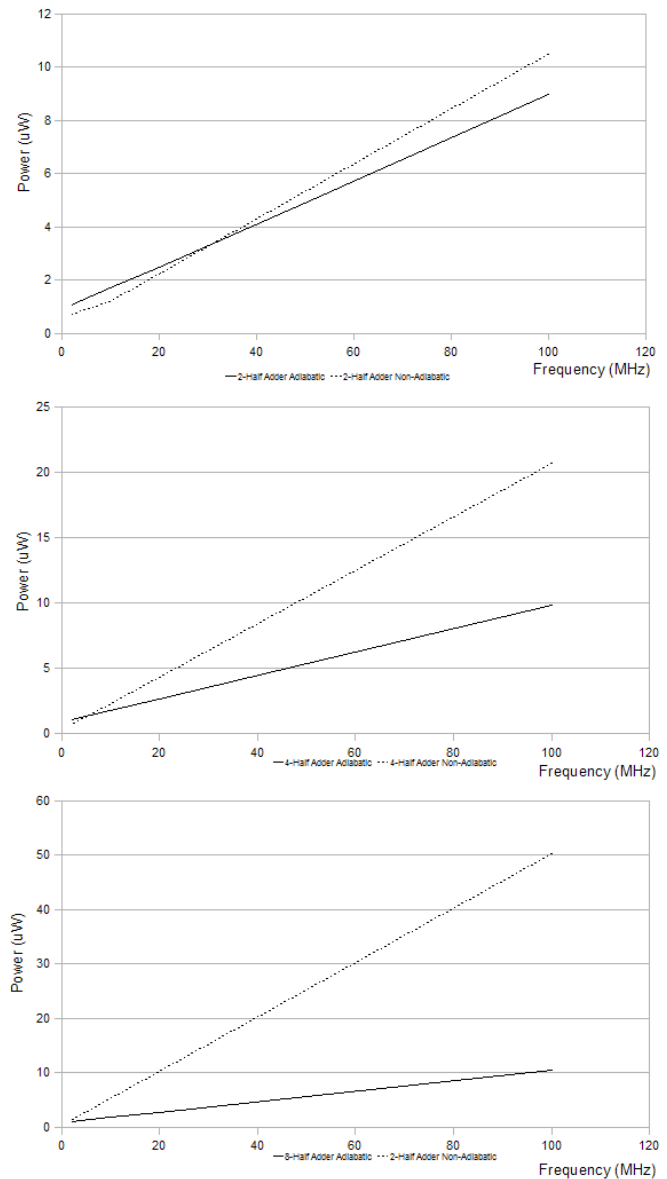 12
10
8
6
4
2
0
Power (uW)
0 20 40 60 80 100 120
Frequency (MHz)
2-Half Adder Adiabatic 2-Half Adder Non-Adiabatic
25
20
15
10
5
0
Power (uW)
0 20 40 60 80 100 120
4-Half Adder Adiabatic 4-Half Adder Non-Adiabatic
Frequency (MHz)
60
50
40
30
20
10
0
Power (uW)
0 20 40 60 80 100 120
8-Half Adder Adiabatic 2-Half Adder Non-Adiabatic
Frequency (MHz)